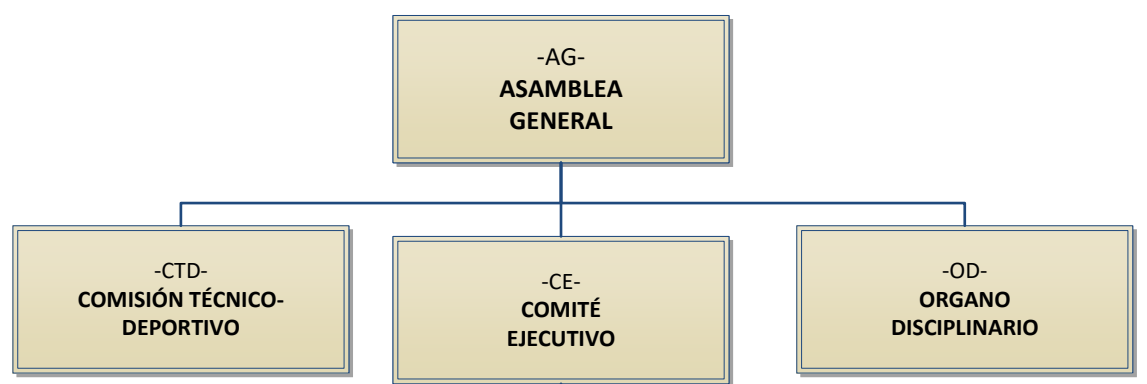 -AG-
ASAMBLEA
GENERAL
-CTD-
COMISIÓN TÉCNICO-
DEPORTIVO
-CE-
COMITÉ
EJECUTIVO
-OD-
ORGANO
DISCIPLINARIO